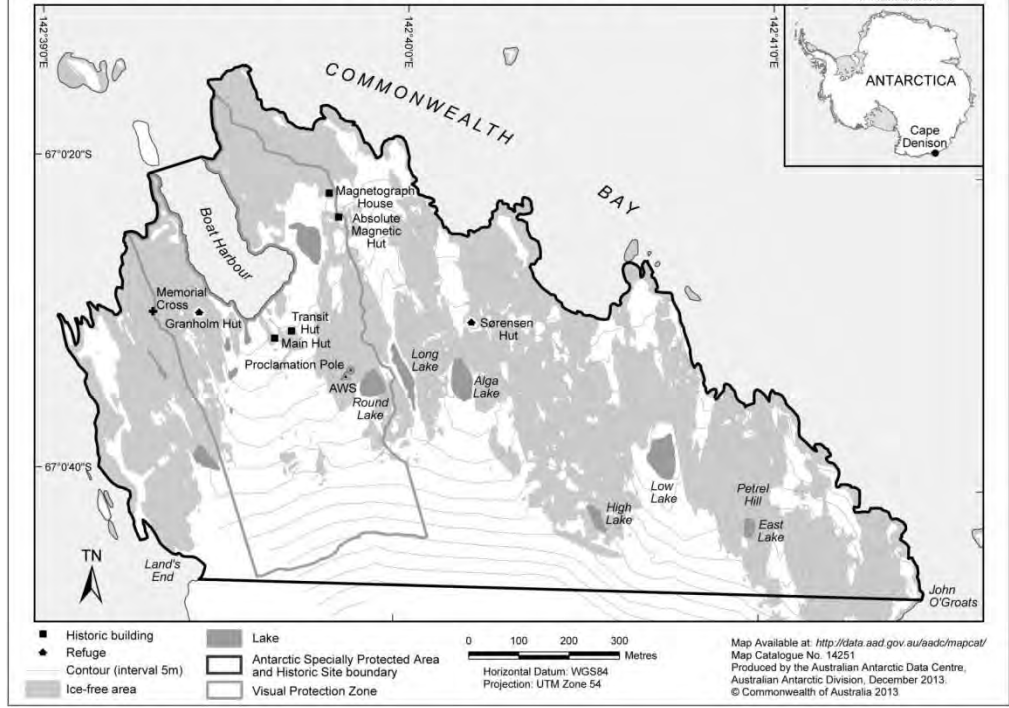 142°39'0"E
142°40'0"E
142°41'0"E
COMMONWEALTH
BAY
ANTARCTICA
Cape
Denison
67°0'20"S
67°0'40"S
Boat Harbour
Magnetograph
House
Absolute
Magnetic
Hut
Memorial
Cross
Granholm Hut
Transit
Hut
Main Hut
Proclamation Pole
AWS
Round
Lake
Long
Lake
Alga
Lake
Sørensen
Hut
Low
Lake
High
Lake
Petrel
Hill
East
Lake
Land's
End
John
O'Groats
TN
Historic building
Refuge
Contour (interval 5m)
Ice-free area
Lake
Antarctic Specially Protected Area
and Historic Site boundary
Visual Protection Zone
0 100 200 300
Metres
Horizontal Datum: WGS84
Projection: UTM Zone 54
Map Available at: http://data.aad.gov.au/aadc/mapcat/
Map Catalogue No. 14251
Produced by the Australian Antarctic Data Centre,
Australian Antarctic Division, December 2013.
© Commonwealth of Australia 2013